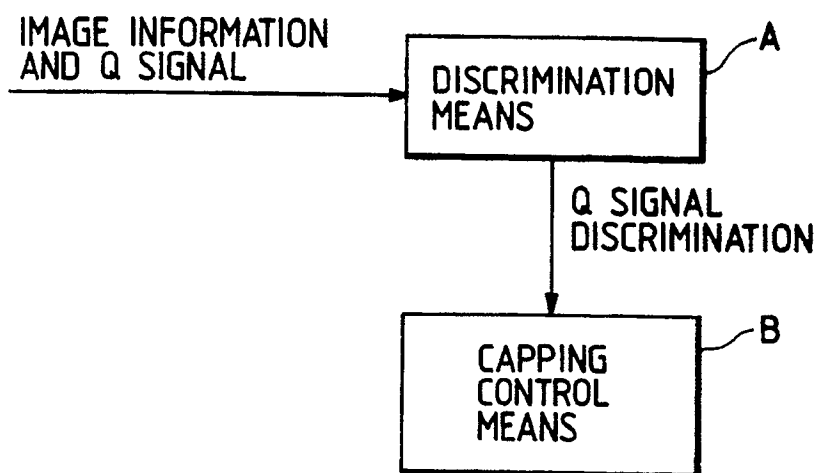 IMAGE INFORMATION
AND Q SIGNAL
A
DISCRIMINATION
MEANS
Q SIGNAL
DISCRIMINATION
B
CAPPING
CONTROL
MEANS